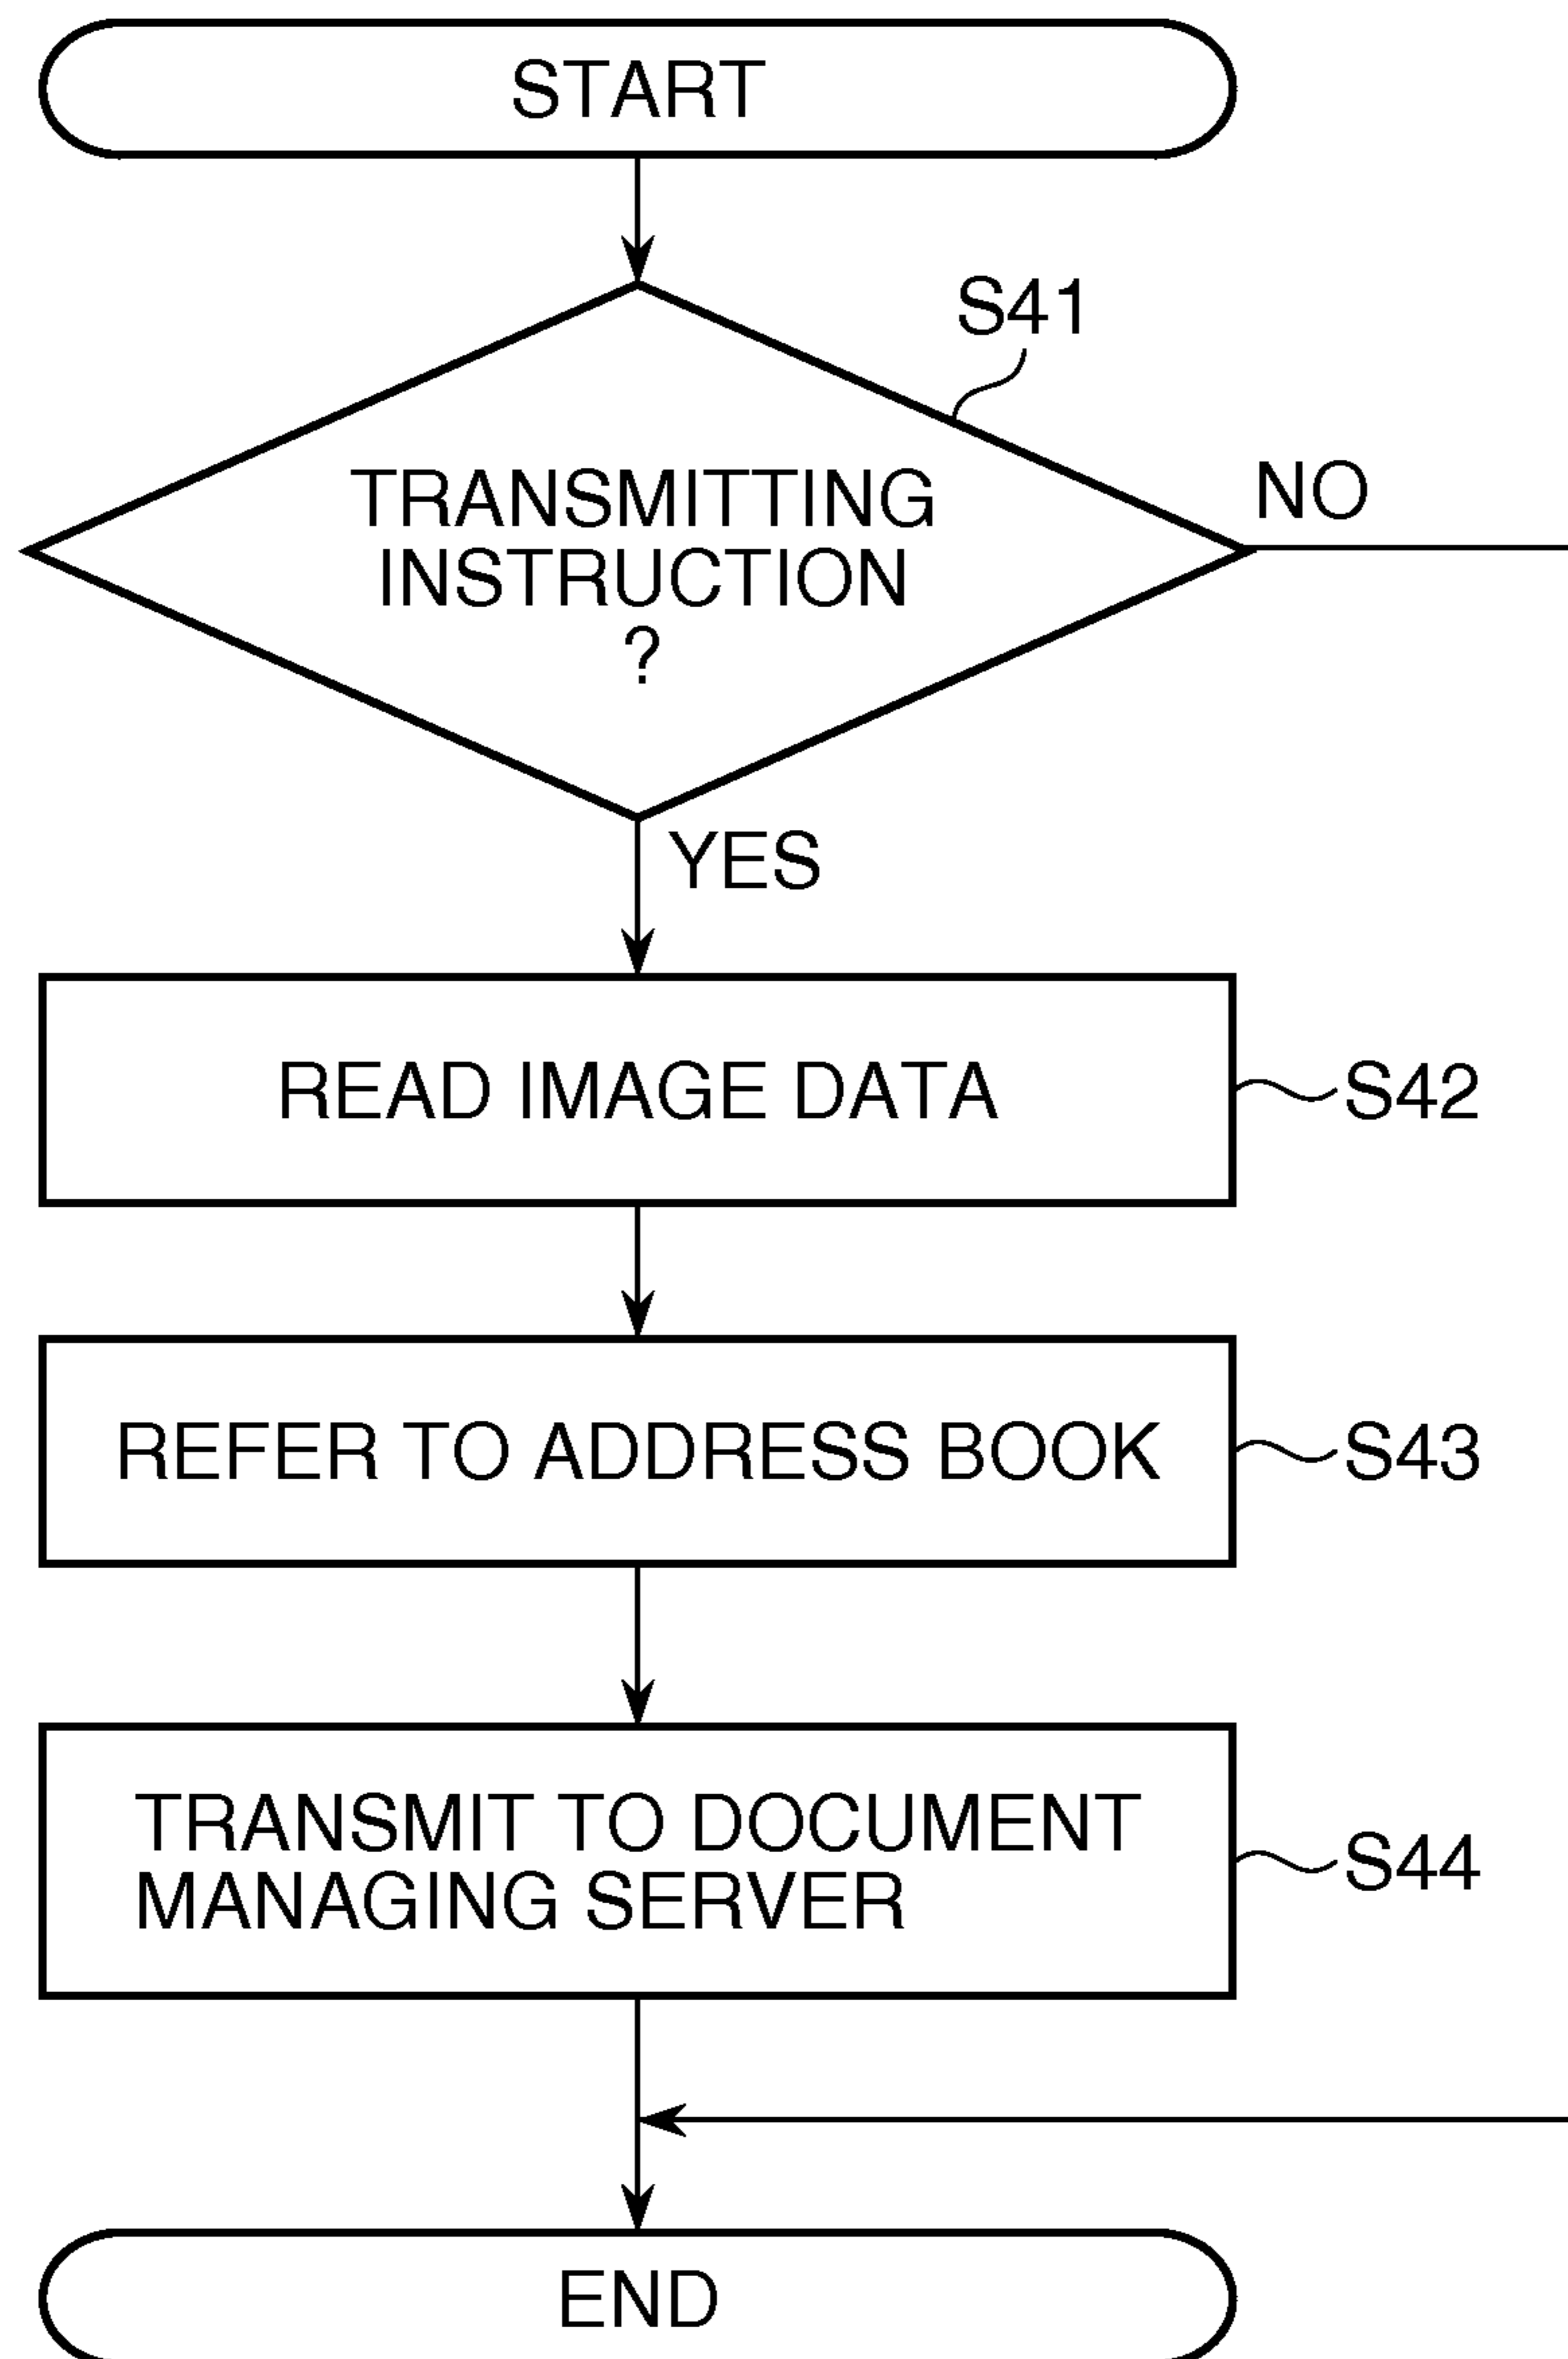 START
S41
TRANSMITTING
INSTRUCTION
?
NO
YES
READ IMAGE DATA
S42
REFER TO ADDRESS BOOK
S43
TRANSMIT TO DOCUMENT
MANAGING SERVER
S44
END